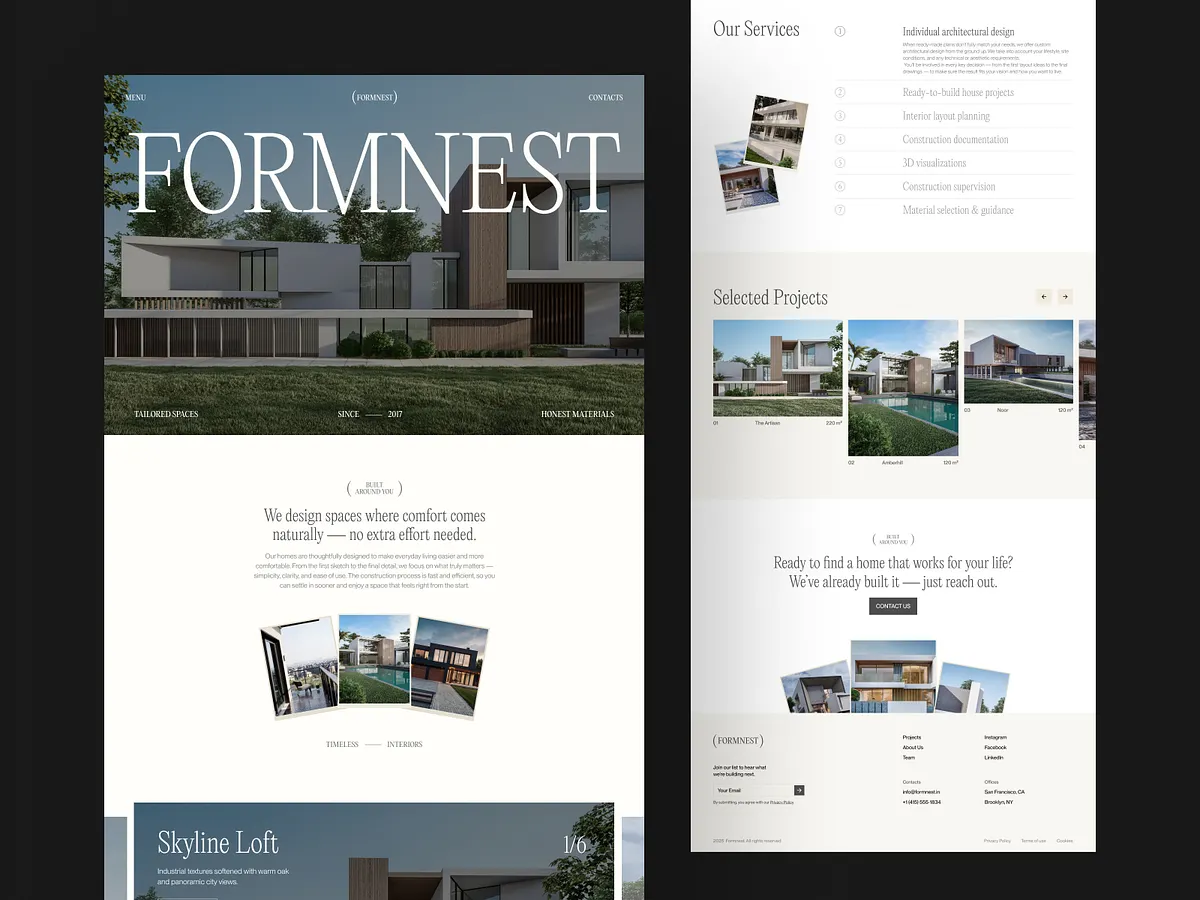 MENU
(FORMNEST)
CONTACTS
FORMNEST
TAILORED SPACES
SINCE — 2017
HONEST MATERIALS
( BUILT
AROUND YOU )
We design spaces where comfort comes
naturally — no extra effort needed.
Our homes are thoughtfully designed to make everyday living easier and more
comfortable. From the first sketch to the final detail, we focus on what truly matters —
simplicity, clarity, and ease of use. The construction process is fast and efficient, so you
can settle in sooner and enjoy a space that feels right from the start.
TIMELESS — INTERIORS
Skyline Loft
1/6
Industrial textures softened with warm oak
and panoramic city views.
Our Services
1 Individual architectural design
When ready-made plans don't fully match your needs, we offer custom
architectural design from the ground up. We take into account your lifestyle, site
conditions, and any technical or aesthetic requirements.
You'll be involved in every key decision — from the first layout ideas to the final
drawings — to make sure the result fits your vision and how you want to live.
2 Ready-to-build house projects
3 Interior layout planning
4 Construction documentation
5 3D visualizations
6 Construction supervision
7 Material selection & guidance
Selected Projects
← →
01 The Artisan 220 m²
02 Amberhill 120 m²
03 Noor 120 m²
04
( BUILT
AROUND YOU )
Ready to find a home that works for your life?
We've already built it — just reach out.
CONTACT US
(FORMNEST)
Join our list to hear what
we're building next.
Your Email →
By submitting, you agree with our Privacy Policy
Projects
About Us
Team
Instagram
Facebook
LinkedIn
Contacts
info@formnest.in
+1 (415) 555-1834
Offices
San Francisco, CA
Brooklyn, NY
Formnest. All rights reserved
Privacy Policy
Terms of use
Cookies